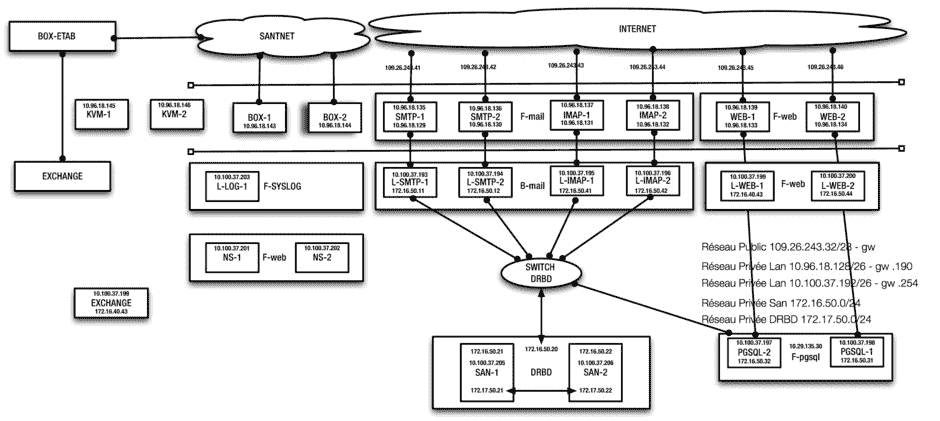 BOX-ETAB
SANTNET
INTERNET
109.26.243.41
109.26.243.42
109.26.243.43
109.26.243.44
109.26.243.45
109.26.243.46
10.96.18.145
KVM-1
10.96.18.146
KVM-2
BOX-1
10.96.18.143
BOX-2
10.96.18.144
10.96.18.135
SMTP-1
10.96.18.129
10.96.18.136
SMTP-2
10.96.18.130
F-mail
10.96.18.137
IMAP-1
10.96.18.131
10.96.18.138
IMAP-2
10.96.18.132
10.96.18.139
WEB-1
10.96.18.133
F-web
10.96.18.140
WEB-2
10.96.18.134
EXCHANGE
10.100.37.203
L-LOG-1
F-SYSLOG
10.100.37.193
L-SMTP-1
172.16.50.11
10.100.37.194
L-SMTP-2
172.16.50.12
B-mail
10.100.37.195
L-IMAP-1
172.16.50.41
10.100.37.196
L-IMAP-2
172.16.50.42
10.100.37.199
L-WEB-1
172.16.40.43
F-web
10.100.37.200
L-WEB-2
172.16.50.44
10.100.37.201
NS-1
F-web
10.100.37.202
NS-2
SWITCH
DRBD
Réseau Public 109.26.243.32/28 - gw
Réseau Privée Lan 10.96.18.128/26 - gw .190
Réseau Privée Lan 10.100.37.192/26 - gw .254
Réseau Privée San 172.16.50.0/24
Réseau Privée DRBD 172.17.50.0/24
10.100.37.199
EXCHANGE
172.16.40.43
172.16.50.21
10.100.37.205
SAN-1
172.17.50.21
172.16.50.20
DRBD
172.16.50.22
10.100.37.206
SAN-2
172.17.50.22
10.100.37.197
PGSQL-2
172.16.50.32
10.29.135.30
F-pgsql
10.100.37.198
PGSQL-1
172.16.50.31